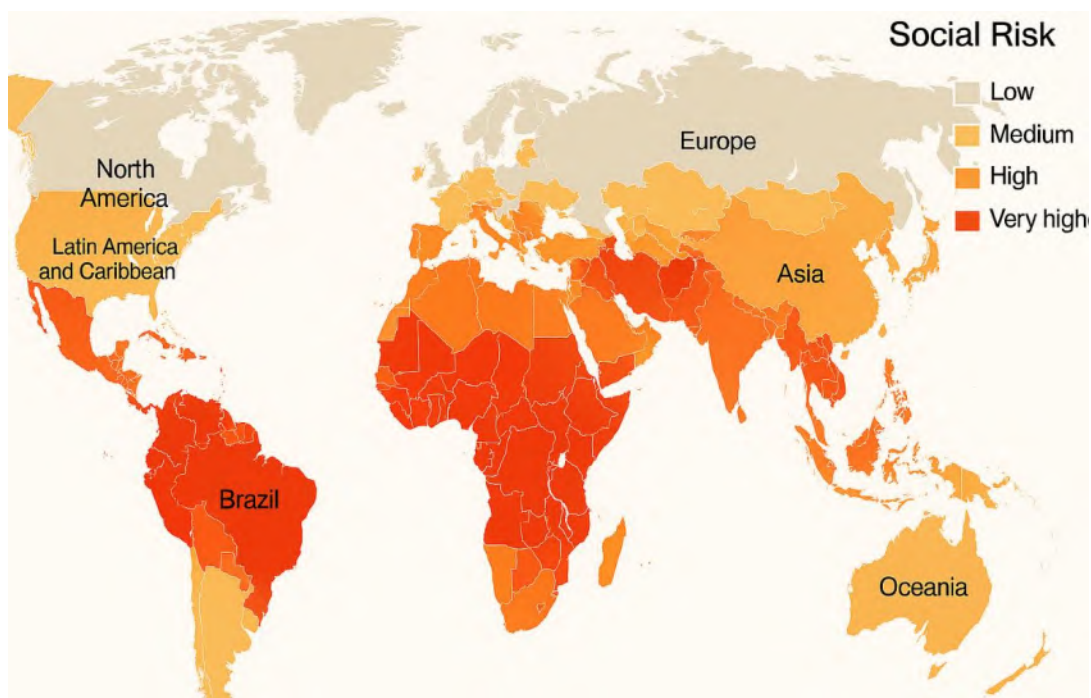 Social Risk
Low
Medium
High
Very highe
North
America
Europe
Latin America
and Caribbean
Asia
Brazil
Oceania